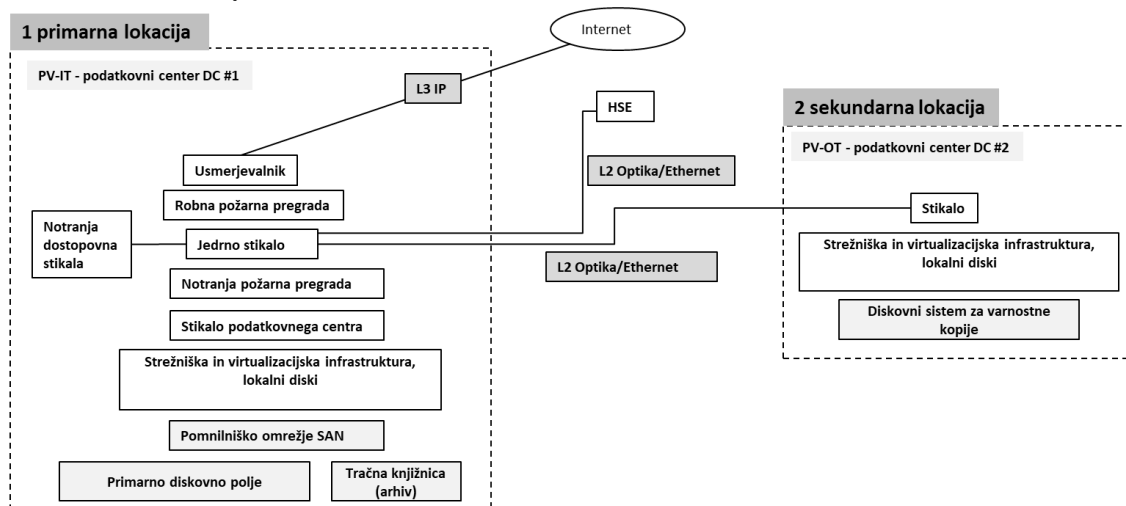 Internet
1 primarna lokacija
PV-IT - podatkovni center DC #1
L3 IP
HSE
2 sekundarna lokacija
PV-OT - podatkovni center DC #2
Usmerjevalnik
L2 Optika/Ethernet
Robna požarna pregrada
Stikalo
Notranja
dostopovna
stikala
Jedrno stikalo
Strežniška in virtualizacijska infrastruktura,
lokalni diski
L2 Optika/Ethernet
Notranja požarna pregrada
Diskovni sistem za varnostne
kopije
Stikalo podatkovnega centra
Strežniška in virtualizacijska infrastruktura,
lokalni diski
Pomnilniško omrežje SAN
Primarno diskovno polje
Tračna knjižnica
(arhiv)